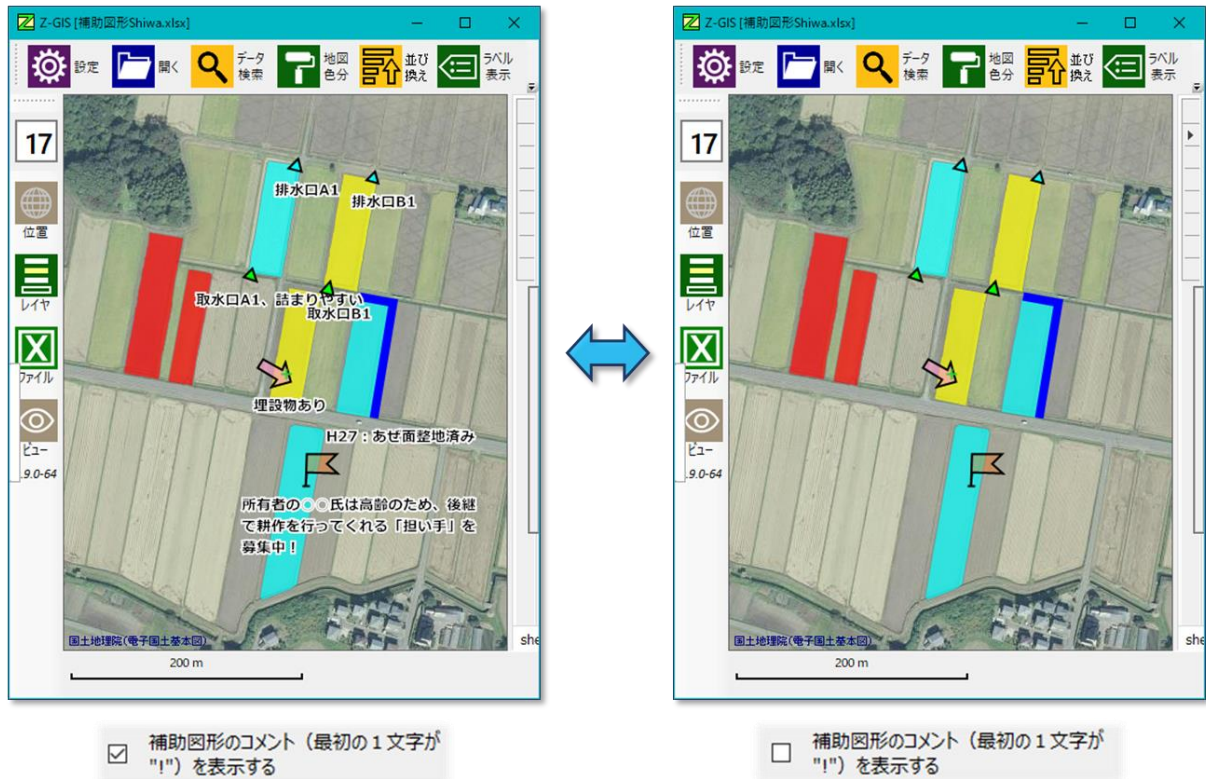 Z-GIS [補助図形Shiwa.xlsx]
設定
開く
データ
検索
地図
色分
並び
換え
ラベル
表示
17
位置
レイヤ
ファイル
ビュー
.9.0-64
排水口A1
排水口B1
取水口A1、詰まりやすい
取水口B1
埋設物あり
H27：あぜ面整地済み
所有者の○○氏は高齢のため、後継
で耕作を行ってくれる「担い手」を
募集中！
国土地理院(電子国土基本図)
she
200 m
補助図形のコメント（最初の１文字が
"!"）を表示する
Z-GIS [補助図形Shiwa.xlsx]
設定
開く
データ
検索
地図
色分
並び
換え
ラベル
表示
17
位置
レイヤ
ファイル
ビュー
.9.0-64
国土地理院(電子国土基本図)
she
200 m
補助図形のコメント（最初の１文字が
"!"）を表示する